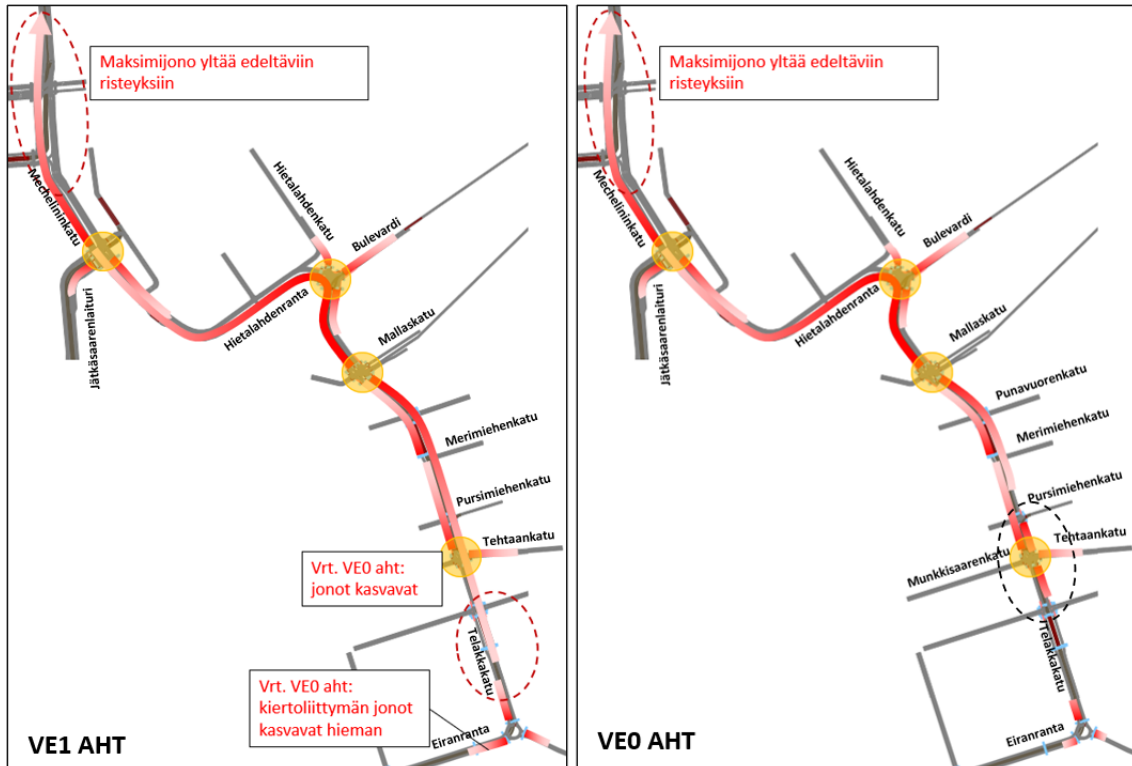 Maksimijono yltää edeltäviin
risteyksiin
Mechelininkatu
Jätkäsaarenlaituri
Hietalahdenkatu
Bulevardi
Hietalahdenranta
Mallaskatu
Merimiehenkatu
Pursimiehenkatu
Tehtaankatu
Vrt. VE0 aht:
jonot kasvavat
Telakkakatu
Vrt. VE0 aht:
kiertoliittymän jonot
kasvavat hieman
Eiranranta
VE1 AHT
Maksimijono yltää edeltäviin
risteyksiin
Mechelininkatu
Jätkäsaarenlaituri
Hietalahdenkatu
Bulevardi
Hietalahdenranta
Mallaskatu
Punavuorenkatu
Merimiehenkatu
Pursimiehenkatu
Tehtaankatu
Munkkisaarenkatu
Telakkakatu
Eiranranta
VE0 AHT